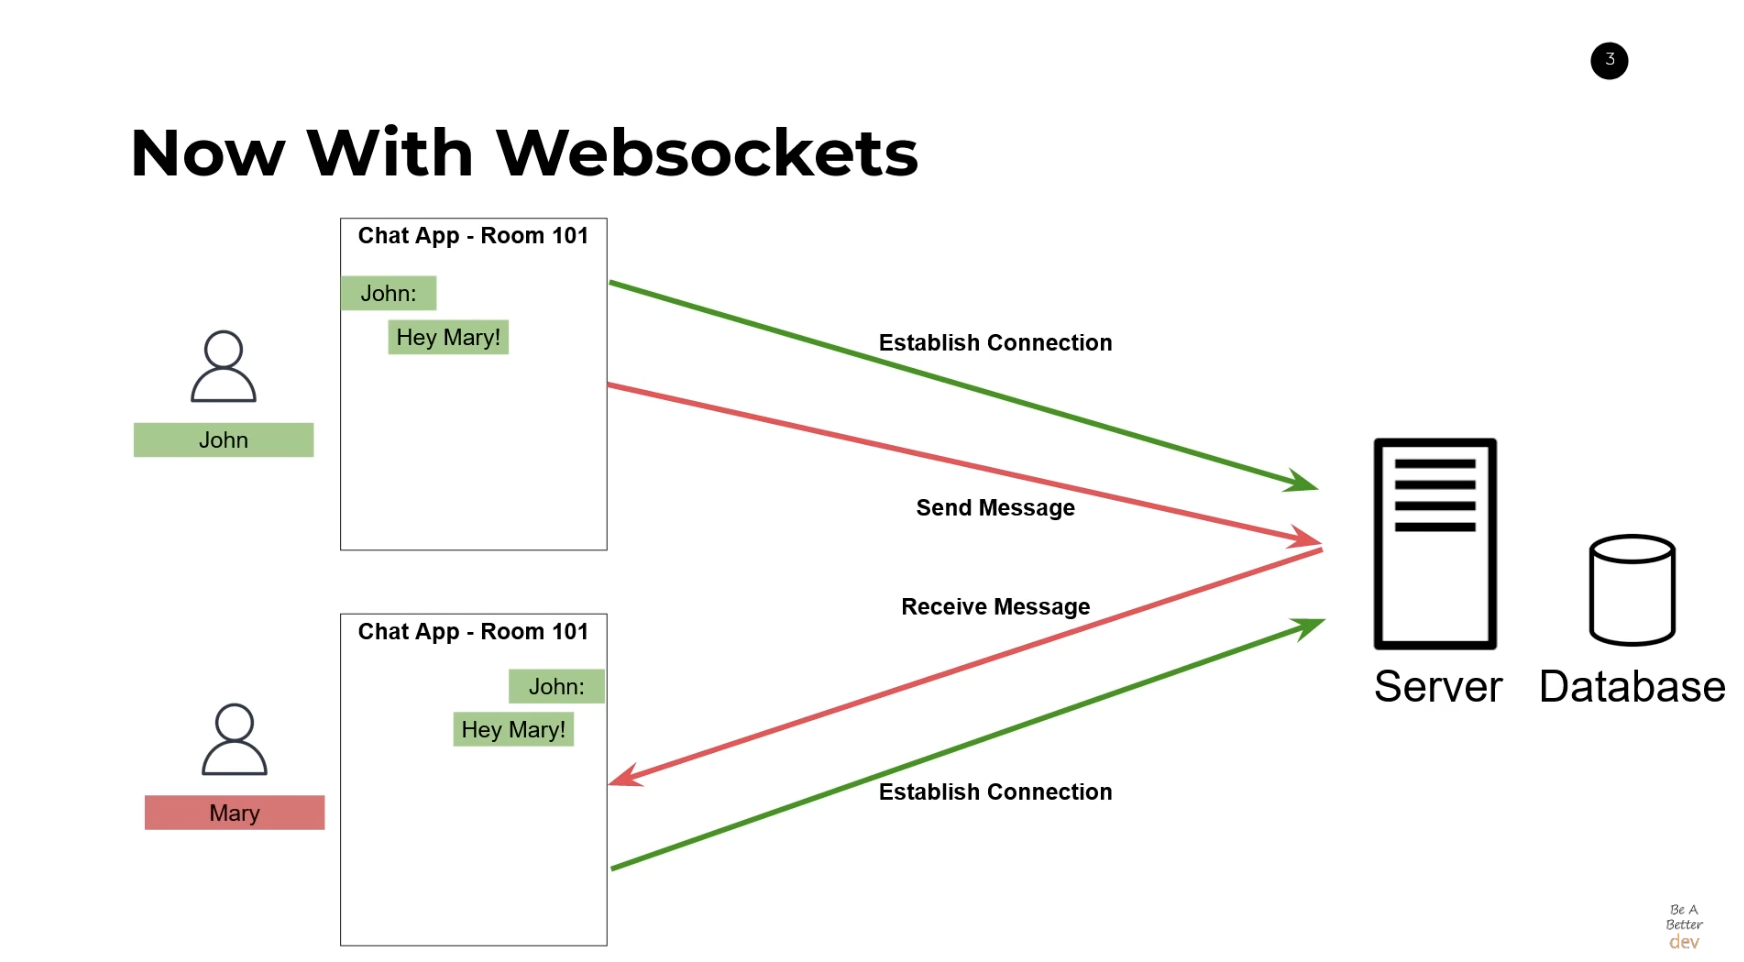 3
Now With Websockets
Chat App - Room 101
John:
Hey Mary!
John
Establish Connection
Send Message
Receive Message
Establish Connection
Chat App - Room 101
John:
Hey Mary!
Mary
Server
Database
Be A
Better
dev